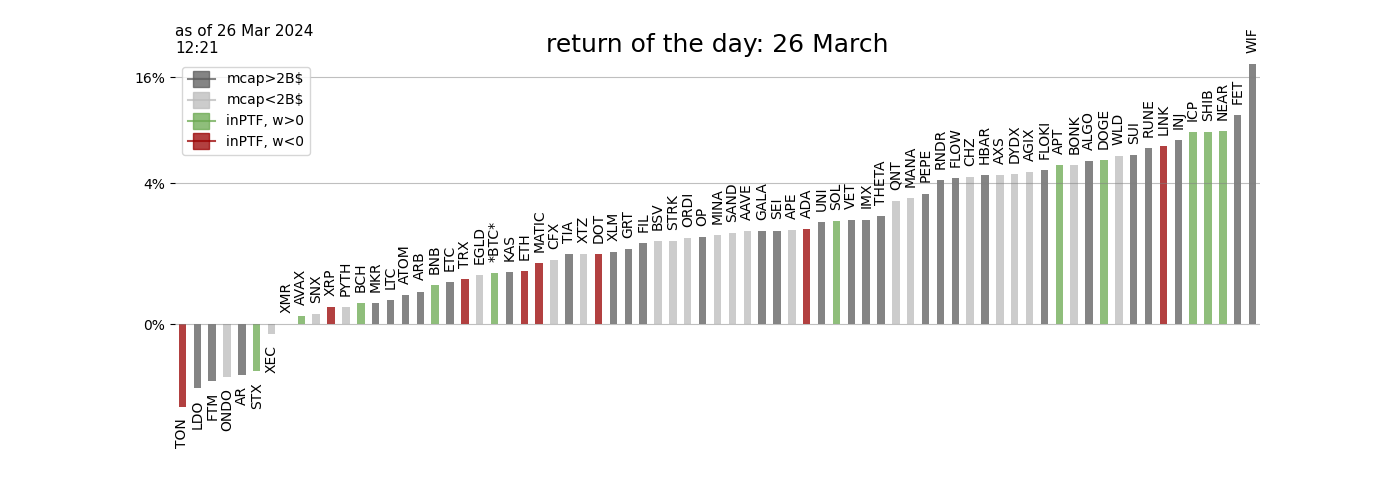 as of 26 Mar 2024
12:21
return of the day: 26 March
mcap>2B$
mcap<2B$
inPTF, w>0
inPTF, w<0
16%
4%
0%
TON
LDO
FTM
ONDO
AR
STX
XEC
XMR
AVAX
SNX
XRP
PYTH
BCH
MKR
LTC
ATOM
ARB
BNB
ETC
TRX
EGLD
*BTC*
KAS
ETH
MATIC
CFX
TIA
XTZ
DOT
XLM
GRT
FIL
BSV
STRK
ORDI
OP
MINA
SAND
AAVE
GALA
SEI
APE
ADA
UNI
SOL
VET
IMX
THETA
QNT
MANA
PEPE
RNDR
FLOW
CHZ
HBAR
AXS
DYDX
AGIX
FLOKI
APT
BONK
ALGO
DOGE
WLD
SUI
RUNE
LINK
INJ
ICP
SHIB
NEAR
FET
WIF